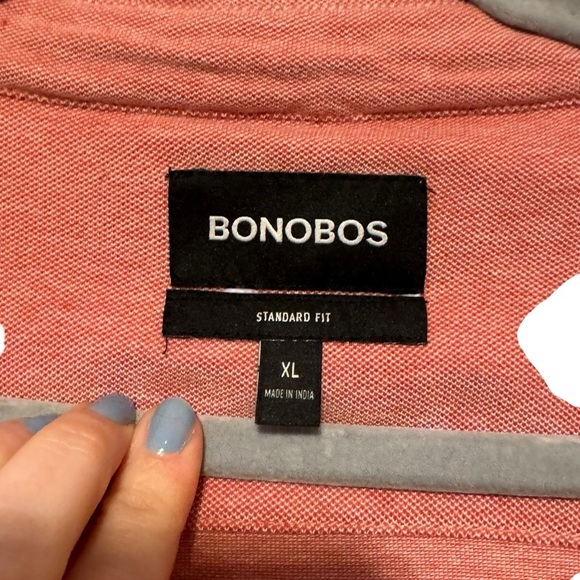 BONOBOS
STANDARD FIT
XL
MADE IN INDIA